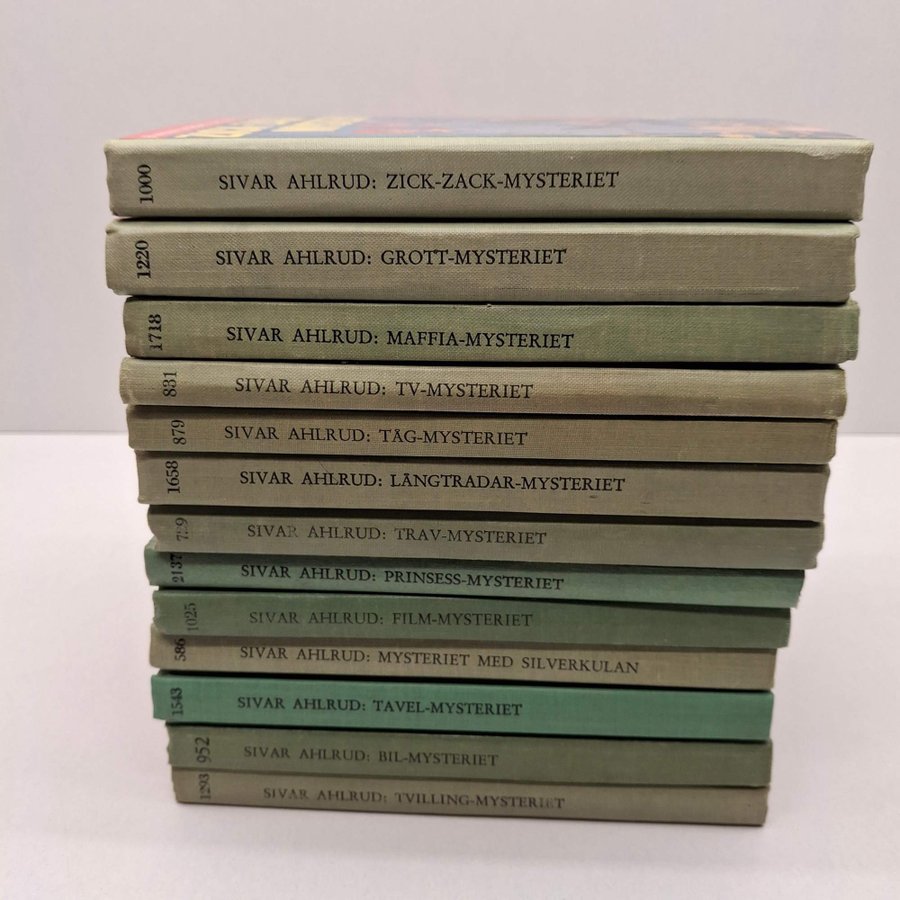 1000 SIVAR AHLRUD: ZICK-ZACK-MYSTERIET
1220 SIVAR AHLRUD: GROTT-MYSTERIET
1718 SIVAR AHLRUD: MAFFIA-MYSTERIET
831 SIVAR AHLRUD: TV-MYSTERIET
879 SIVAR AHLRUD: TÅG-MYSTERIET
1658 SIVAR AHLRUD: LÅNGTRADAR-MYSTERIET
SIVAR AHLRUD: TRAV-MYSTERIET
2137 SIVAR AHLRUD: PRINSESS-MYSTERIET
1025 SIVAR AHLRUD: FILM-MYSTERIET
586 SIVAR AHLRUD: MYSTERIET MED SILVERKULAN
1543 SIVAR AHLRUD: TAVEL-MYSTERIET
952 SIVAR AHLRUD: BIL-MYSTERIET
1293 SIVAR AHLRUD: TVILLING-MYSTERIET